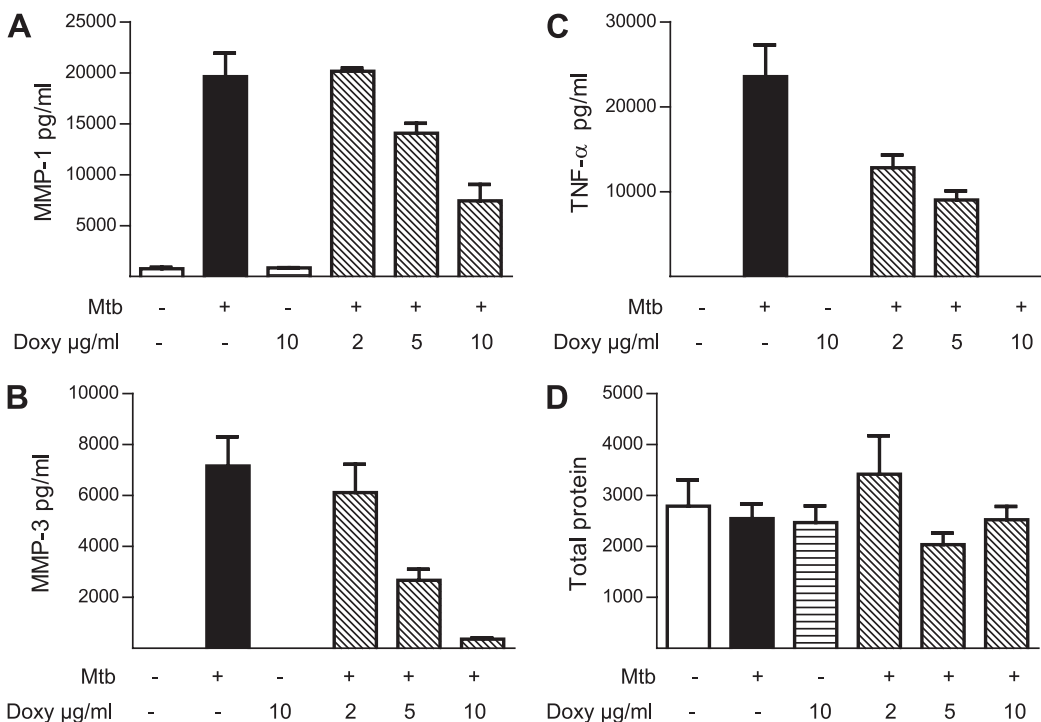 A
MMP-1 pg/ml
25000
20000
15000
10000
5000
Mtb - + - + + +
Doxy µg/ml - - 10 2 5 10
C
TNF-α pg/ml
30000
20000
10000
Mtb - + - + + +
Doxy µg/ml - - 10 2 5 10
B
MMP-3 pg/ml
10000
8000
6000
4000
2000
Mtb - + - + + +
Doxy µg/ml - - 10 2 5 10
D
Total protein
5000
4000
3000
2000
1000
Mtb - + - + + +
Doxy µg/ml - - 10 2 5 10